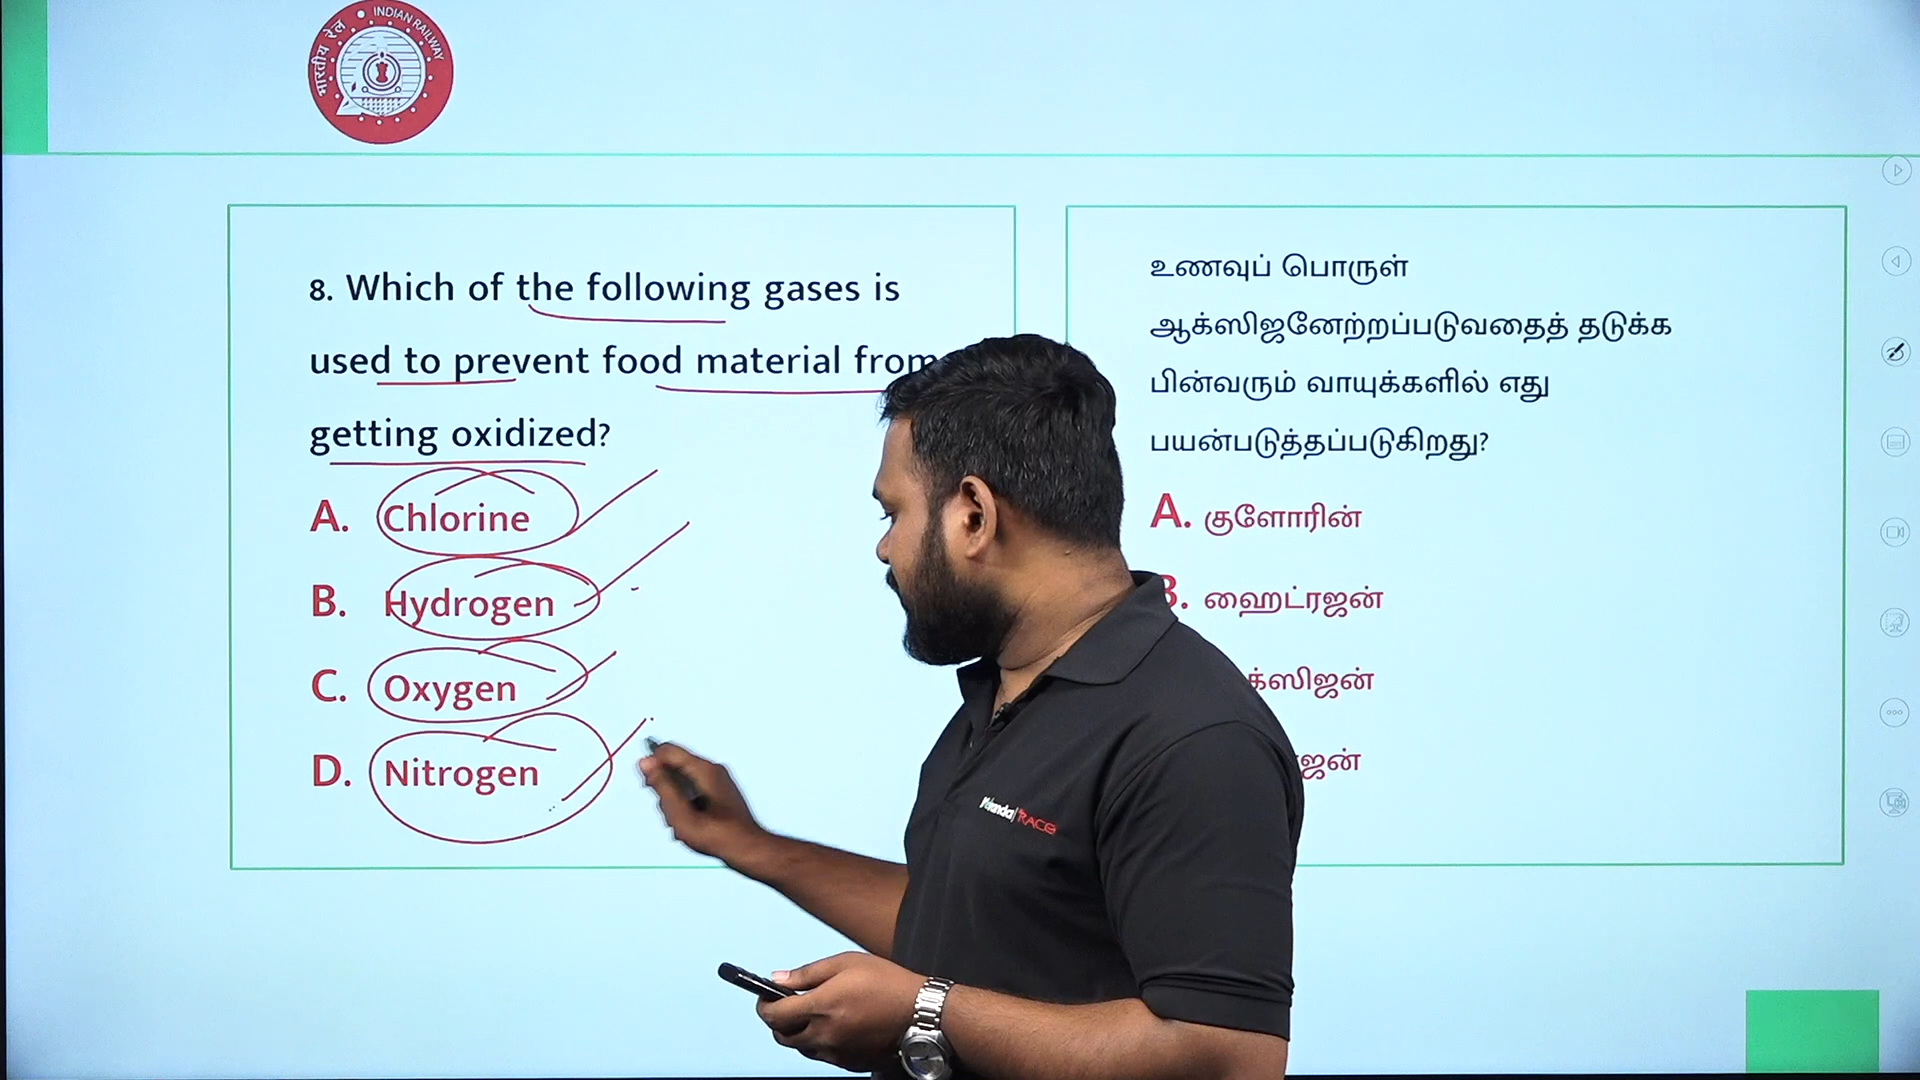 भारतीय रेल
INDIAN RAILWAY
8. Which of the following gases is
used to prevent food material from
getting oxidized?
A. Chlorine
B. Hydrogen
C. Oxygen
D. Nitrogen
உணவுப் பொருள்
ஆக்ஸிஜனேற்றப்படுவதைத் தடுக்க
பின்வரும் வாயுக்களில் எது
பயன்படுத்தப்படுகிறது?
A. குளோரின்
B. ஹைட்ரஜன்
க்ஸிஜன்
ஜன்
Veranda RACE